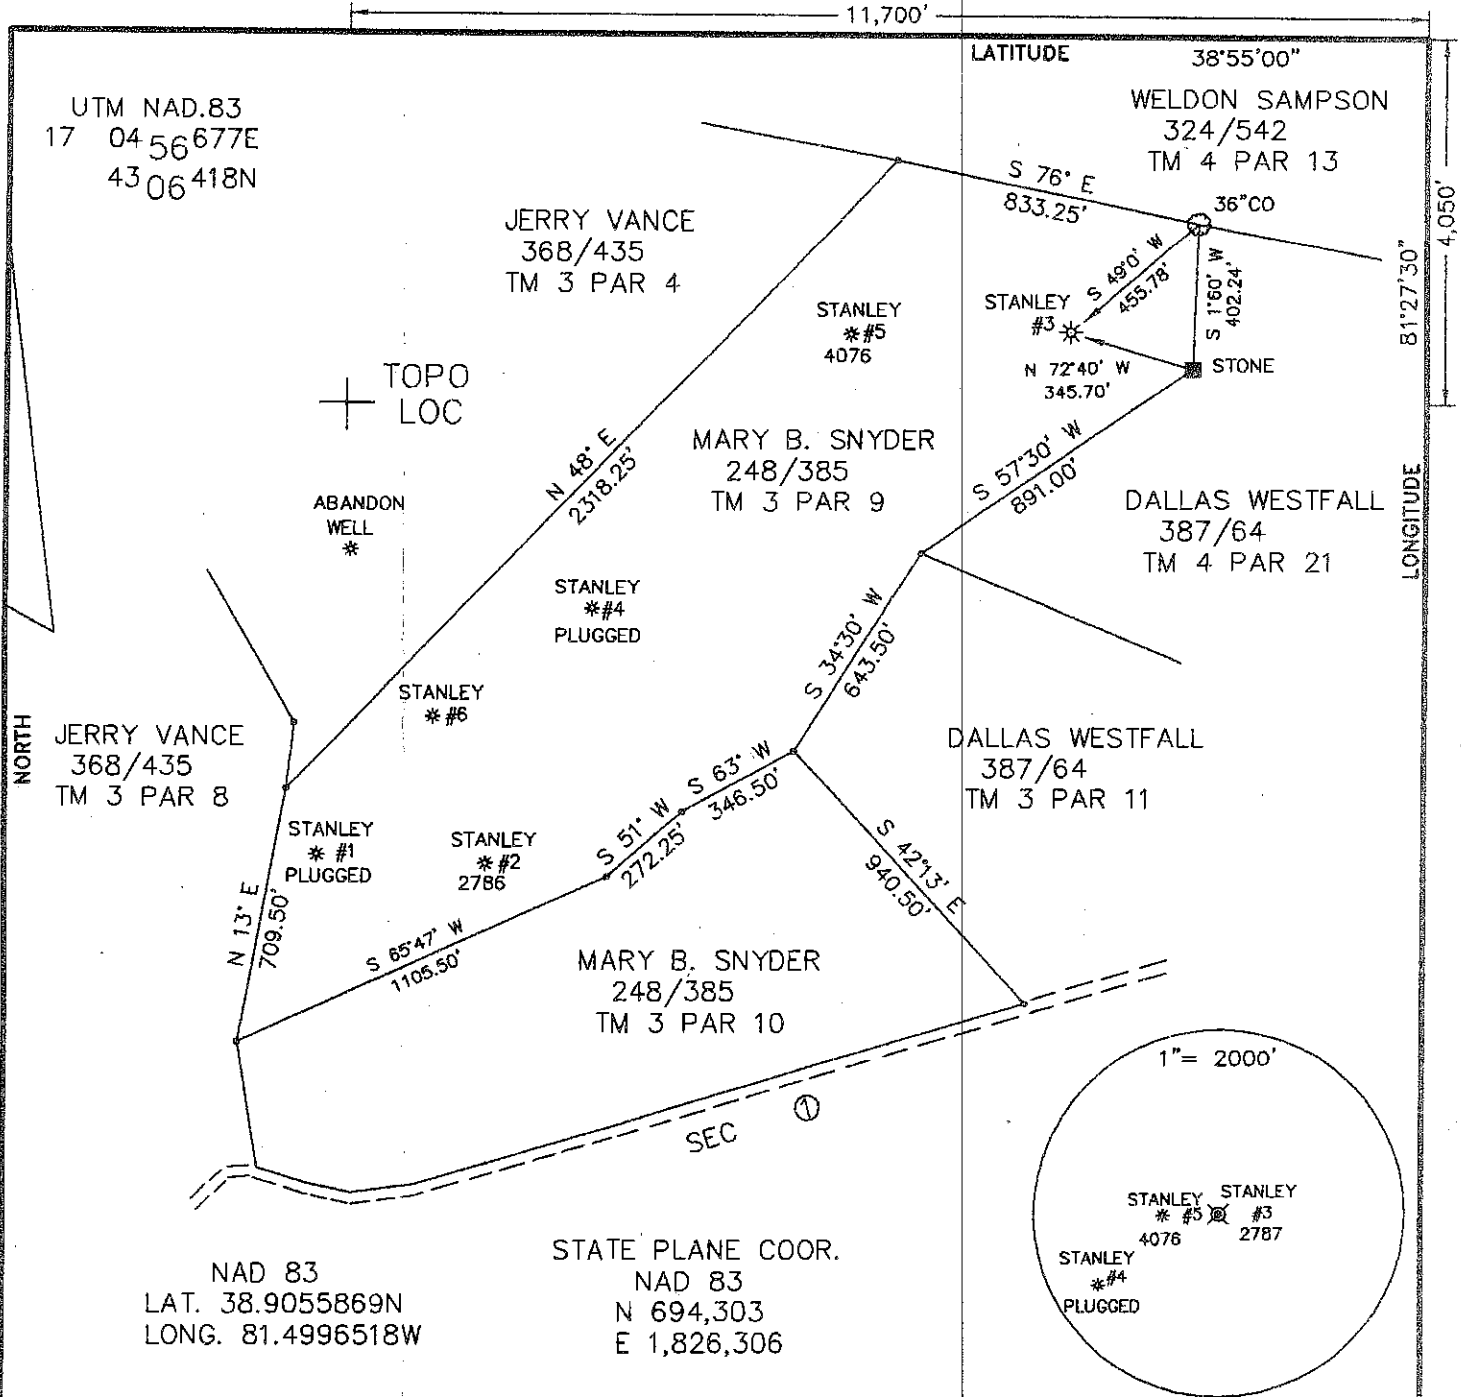 11,700'
LATITUDE
38°55'00"
UTM NAD.83
17 04 56 677E
43 06 418N
WELDON SAMPSON
324/542
TM 4 PAR 13
S 76° E
833.25'
36"CO
4,050'
JERRY VANCE
368/435
TM 3 PAR 4
S 49°0' W
455.78'
S 1°60' W
402.24'
81°27'30"
LONGITUDE
STANLEY
#3
STANLEY
#5
4076
N 72°40' W
345.70'
STONE
TOPO
LOC
N 48° E
2318.25'
MARY B. SNYDER
248/385
TM 3 PAR 9
S 57°30' W
891.00'
DALLAS WESTFALL
387/64
TM 4 PAR 21
ABANDON
WELL
STANLEY
#4
PLUGGED
S 34°30' W
643.50'
STANLEY
#6
NORTH
JERRY VANCE
368/435
TM 3 PAR 8
DALLAS WESTFALL
387/64
TM 3 PAR 11
S 63° W
346.50'
S 51° W
272.25'
STANLEY
#1
PLUGGED
STANLEY
#2
2786
S 42°13' E
940.50'
N 13° E
709.50'
S 65°47' W
1105.50'
MARY B. SNYDER
248/385
TM 3 PAR 10
SEC 1
1"= 2000'
STANLEY
#5
4076
STANLEY
#3
2787
STANLEY
#4
PLUGGED
NAD 83
LAT. 38.9055869N
LONG. 81.4996518W
STATE PLANE COOR.
NAD 83
N 694,303
E 1,826,306